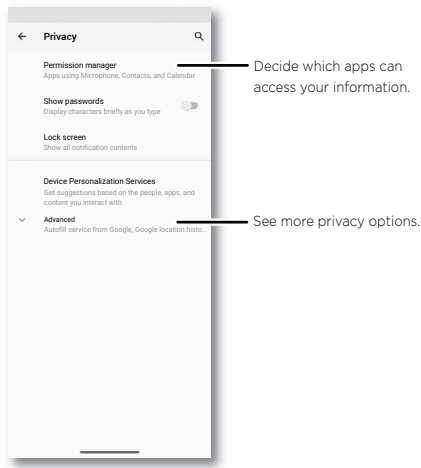 Privacy
Permission manager
Apps using Microphone, Contacts, and Calendar
Decide which apps can
access your information.
Show passwords
Display characters briefly as you type
Lock screen
Show all notification contents
Device Personalization Services
Get suggestions based on the people, apps, and
content you interact with
Advanced
Autofill service from Google, Google location histo..
See more privacy options.